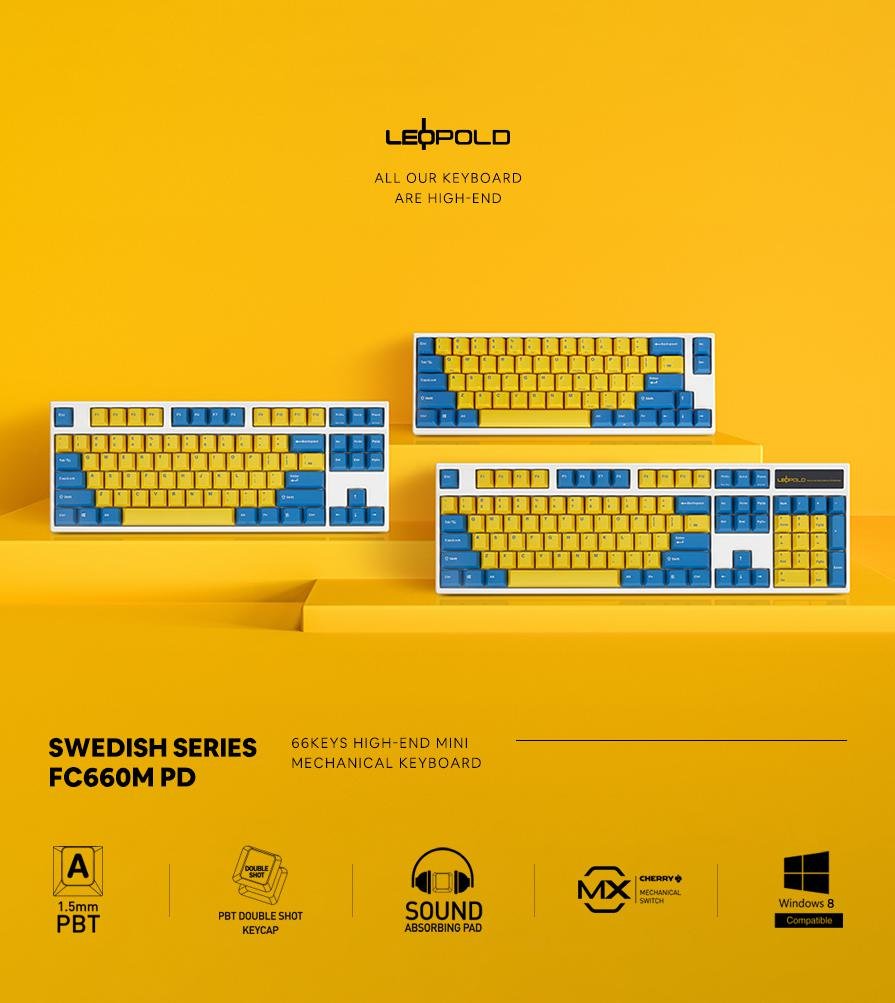 LEOPOLD
ALL OUR KEYBOARD
ARE HIGH-END
LEOPOLD
SWEDISH SERIES
FC660M PD
66KEYS HIGH-END MINI
MECHANICAL KEYBOARD
A
1.5mm
PBT
DOUBLE
SHOT
PBT DOUBLE SHOT
KEYCAP
SOUND
ABSORBING PAD
MX
CHERRY
MECHANICAL
SWITCH
Windows 8
Compatible